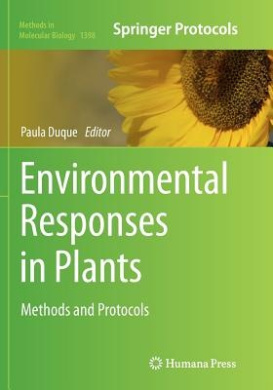 Methods in
Molecular Biology 1398
Springer Protocols
Paula Duque Editor
Environmental
Responses
in Plants
Methods and Protocols
Humana Press